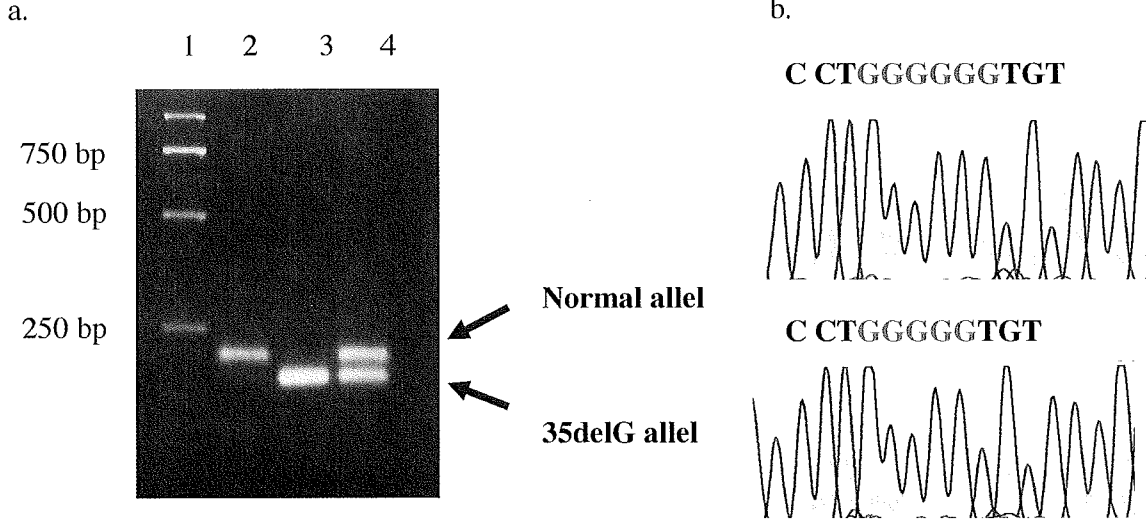 a.
1 2 3 4
750 bp
500 bp
250 bp
Normal allel
35delG allel
b.
C CTGGGGGGTGT
C CTGGGGGTGT